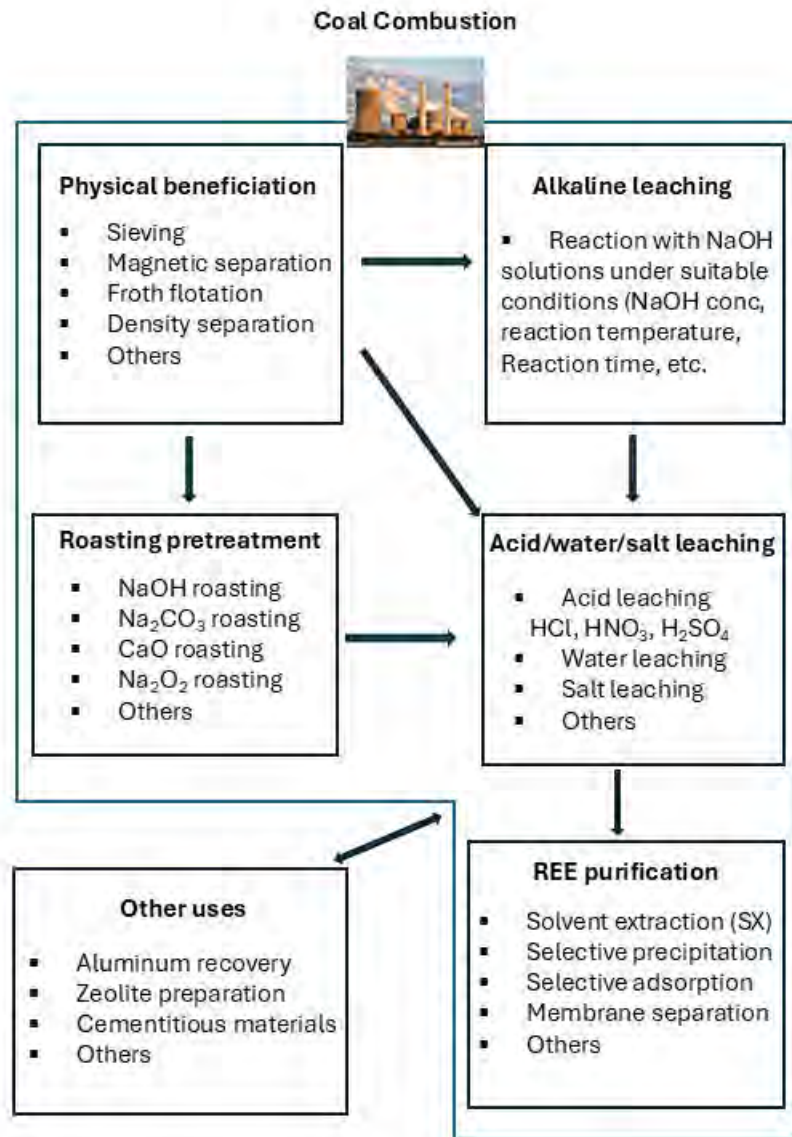 Coal Combustion
Physical beneficiation
▪ Sieving
▪ Magnetic separation
▪ Froth flotation
▪ Density separation
▪ Others
Alkaline leaching
▪ Reaction with NaOH
solutions under suitable
conditions (NaOH conc,
reaction temperature,
Reaction time, etc.
Roasting pretreatment
▪ NaOH roasting
▪ Na₂CO₃ roasting
▪ CaO roasting
▪ Na₂O₂ roasting
▪ Others
Acid/water/salt leaching
▪ Acid leaching
HCl, HNO₃, H₂SO₄
▪ Water leaching
▪ Salt leaching
▪ Others
Other uses
▪ Aluminum recovery
▪ Zeolite preparation
▪ Cementitious materials
▪ Others
REE purification
▪ Solvent extraction (SX)
▪ Selective precipitation
▪ Selective adsorption
▪ Membrane separation
▪ Others